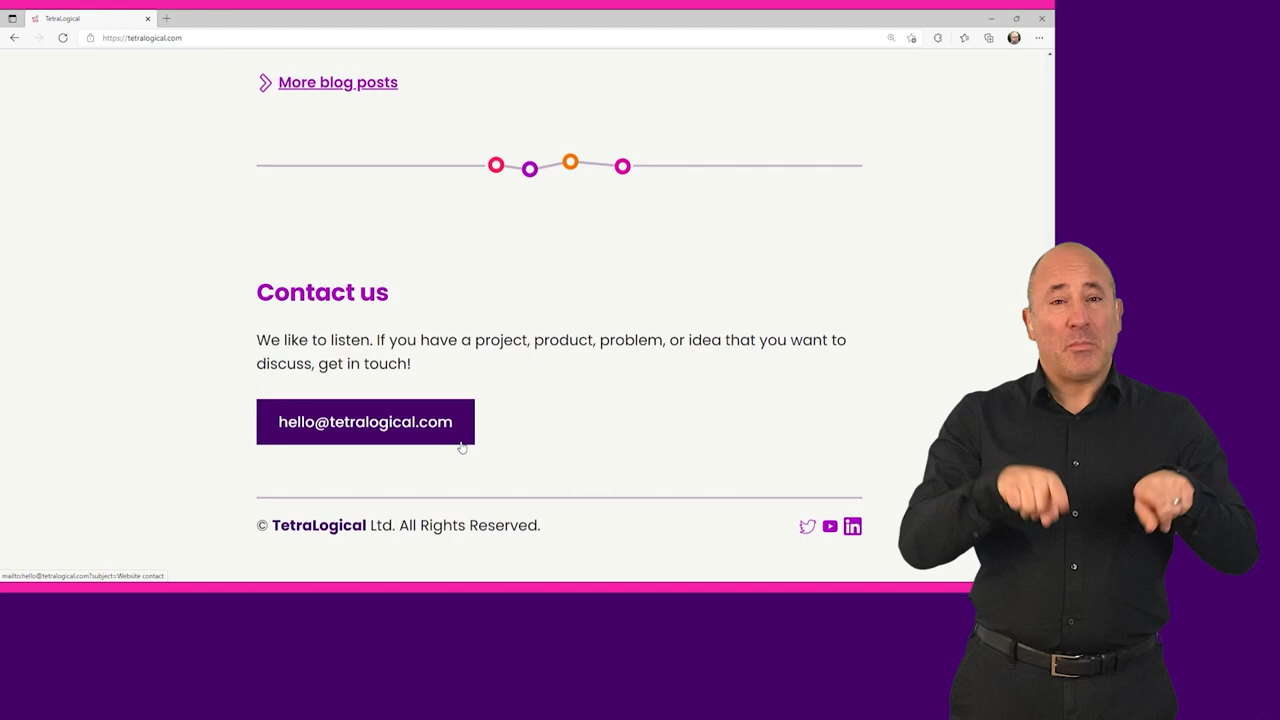 TetraLogical
https://tetralogical.com
More blog posts
Contact us
We like to listen. If you have a project, product, problem, or idea that you want to
discuss, get in touch!
hello@tetralogical.com
© TetraLogical Ltd. All Rights Reserved.
in
mailto:hello@tetralogical.com?subject=Website contact